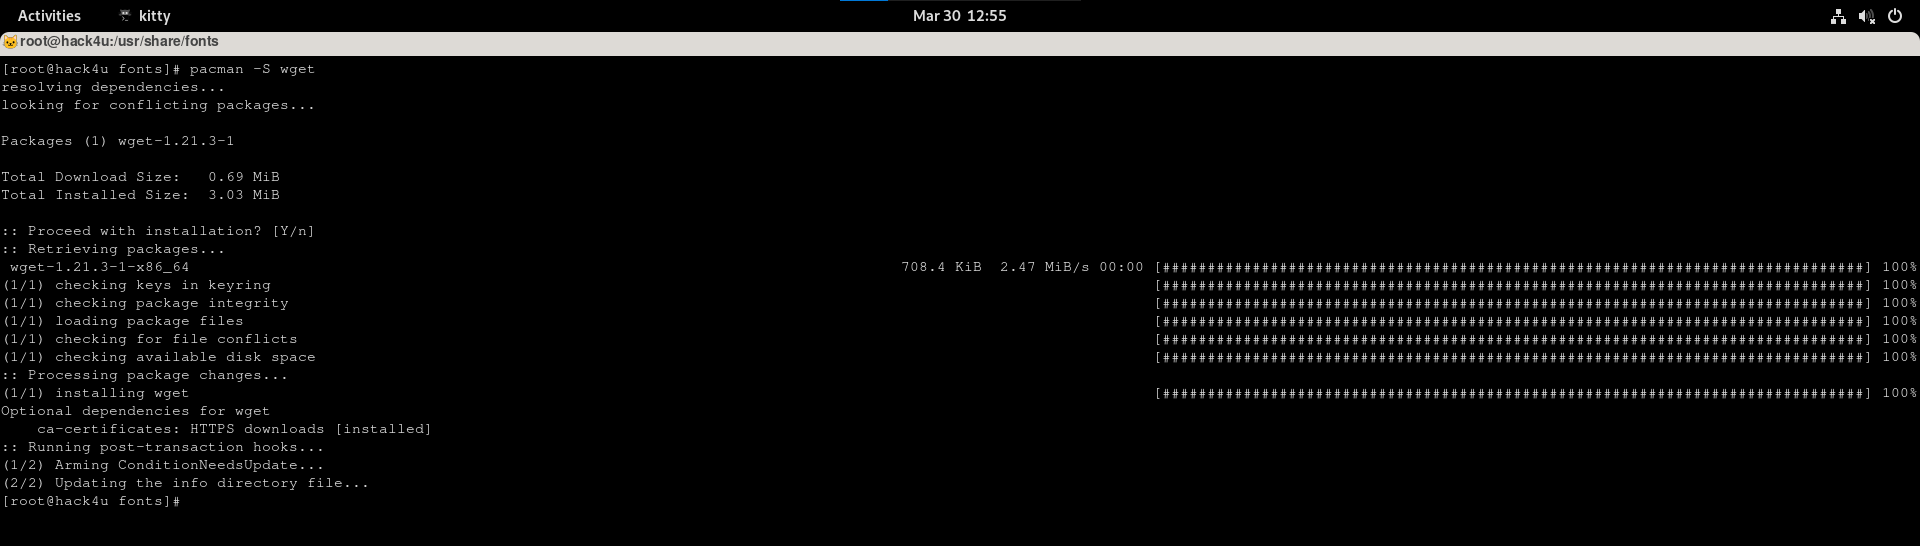 Activities kitty Mar 30 12:55
root@hack4u:/usr/share/fonts
[root@hack4u fonts]# pacman -S wget
resolving dependencies...
looking for conflicting packages...
Packages (1) wget-1.21.3-1
Total Download Size:   0.69 MiB
Total Installed Size:  3.03 MiB
:: Proceed with installation? [Y/n]
:: Retrieving packages...
wget-1.21.3-1-x86_64 708.4 KiB  2.47 MiB/s 00:00 [##############################################################################] 100%
(1/1) checking keys in keyring [##############################################################################] 100%
(1/1) checking package integrity [##############################################################################] 100%
(1/1) loading package files [##############################################################################] 100%
(1/1) checking for file conflicts [##############################################################################] 100%
(1/1) checking available disk space [##############################################################################] 100%
:: Processing package changes...
(1/1) installing wget [##############################################################################] 100%
Optional dependencies for wget
    ca-certificates: HTTPS downloads [installed]
:: Running post-transaction hooks...
(1/2) Arming ConditionNeedsUpdate...
(2/2) Updating the info directory file...
[root@hack4u fonts]#